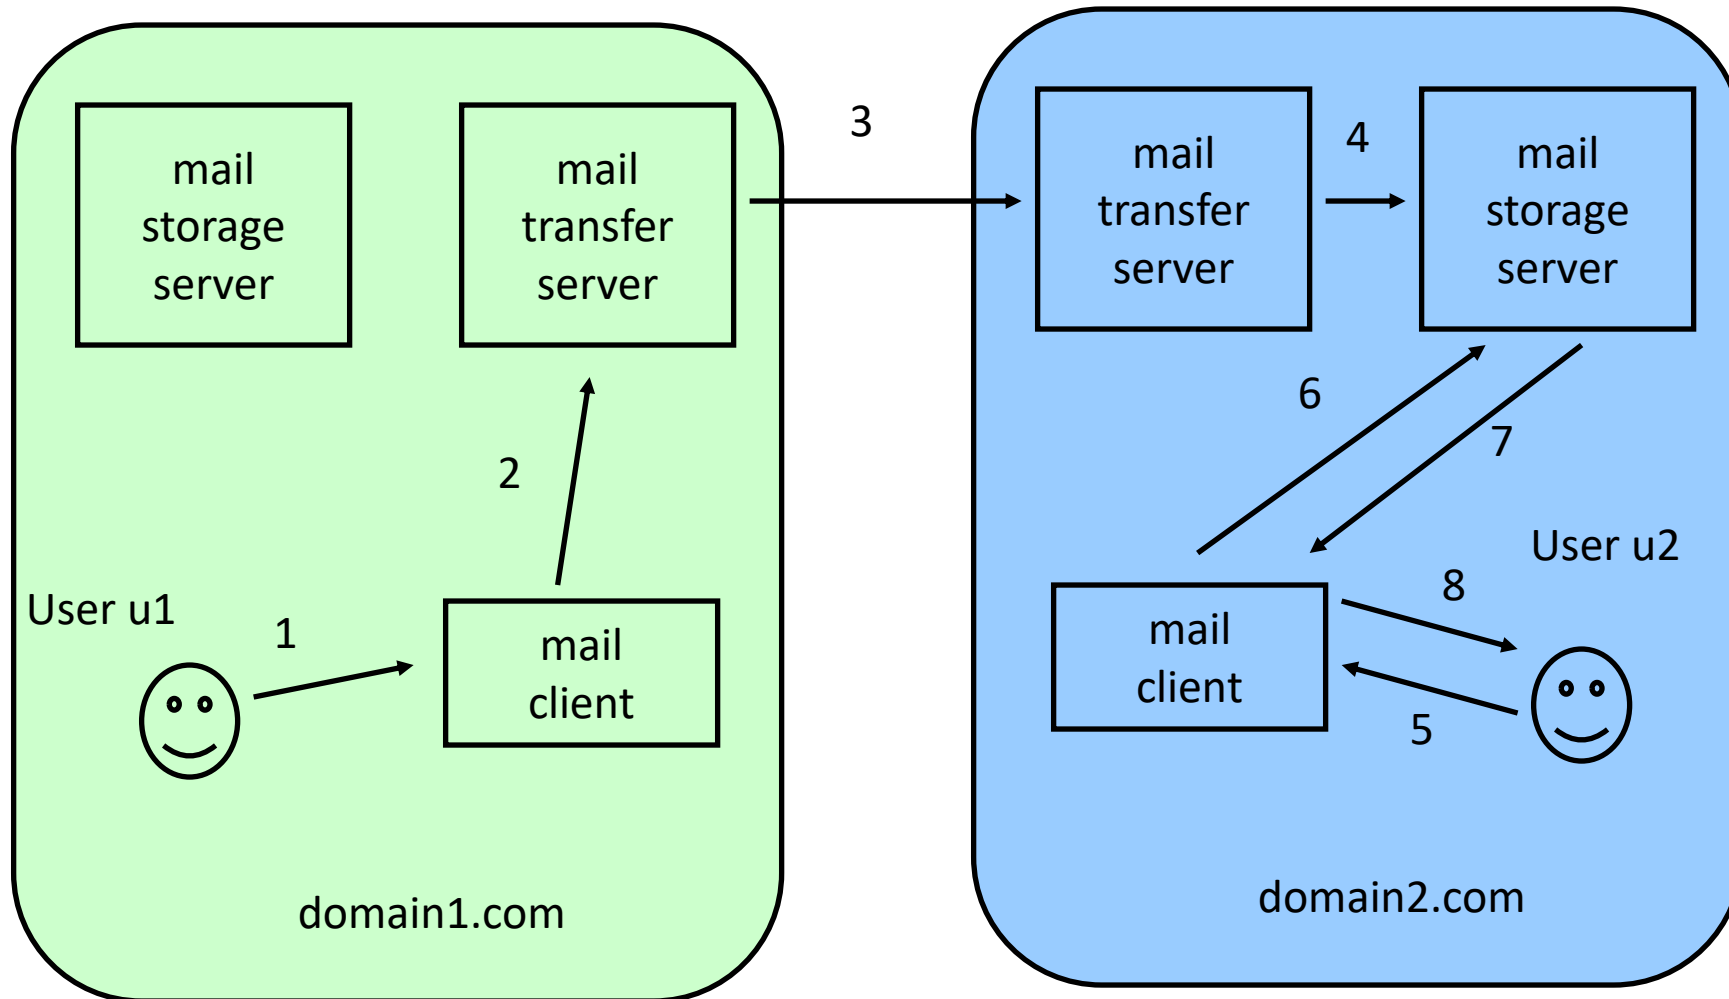 mail
storage
server
mail
transfer
server
3
mail
transfer
server
4
mail
storage
server
2
6
7
User u1
1
mail
client
User u2
8
mail
client
5
domain1.com
domain2.com